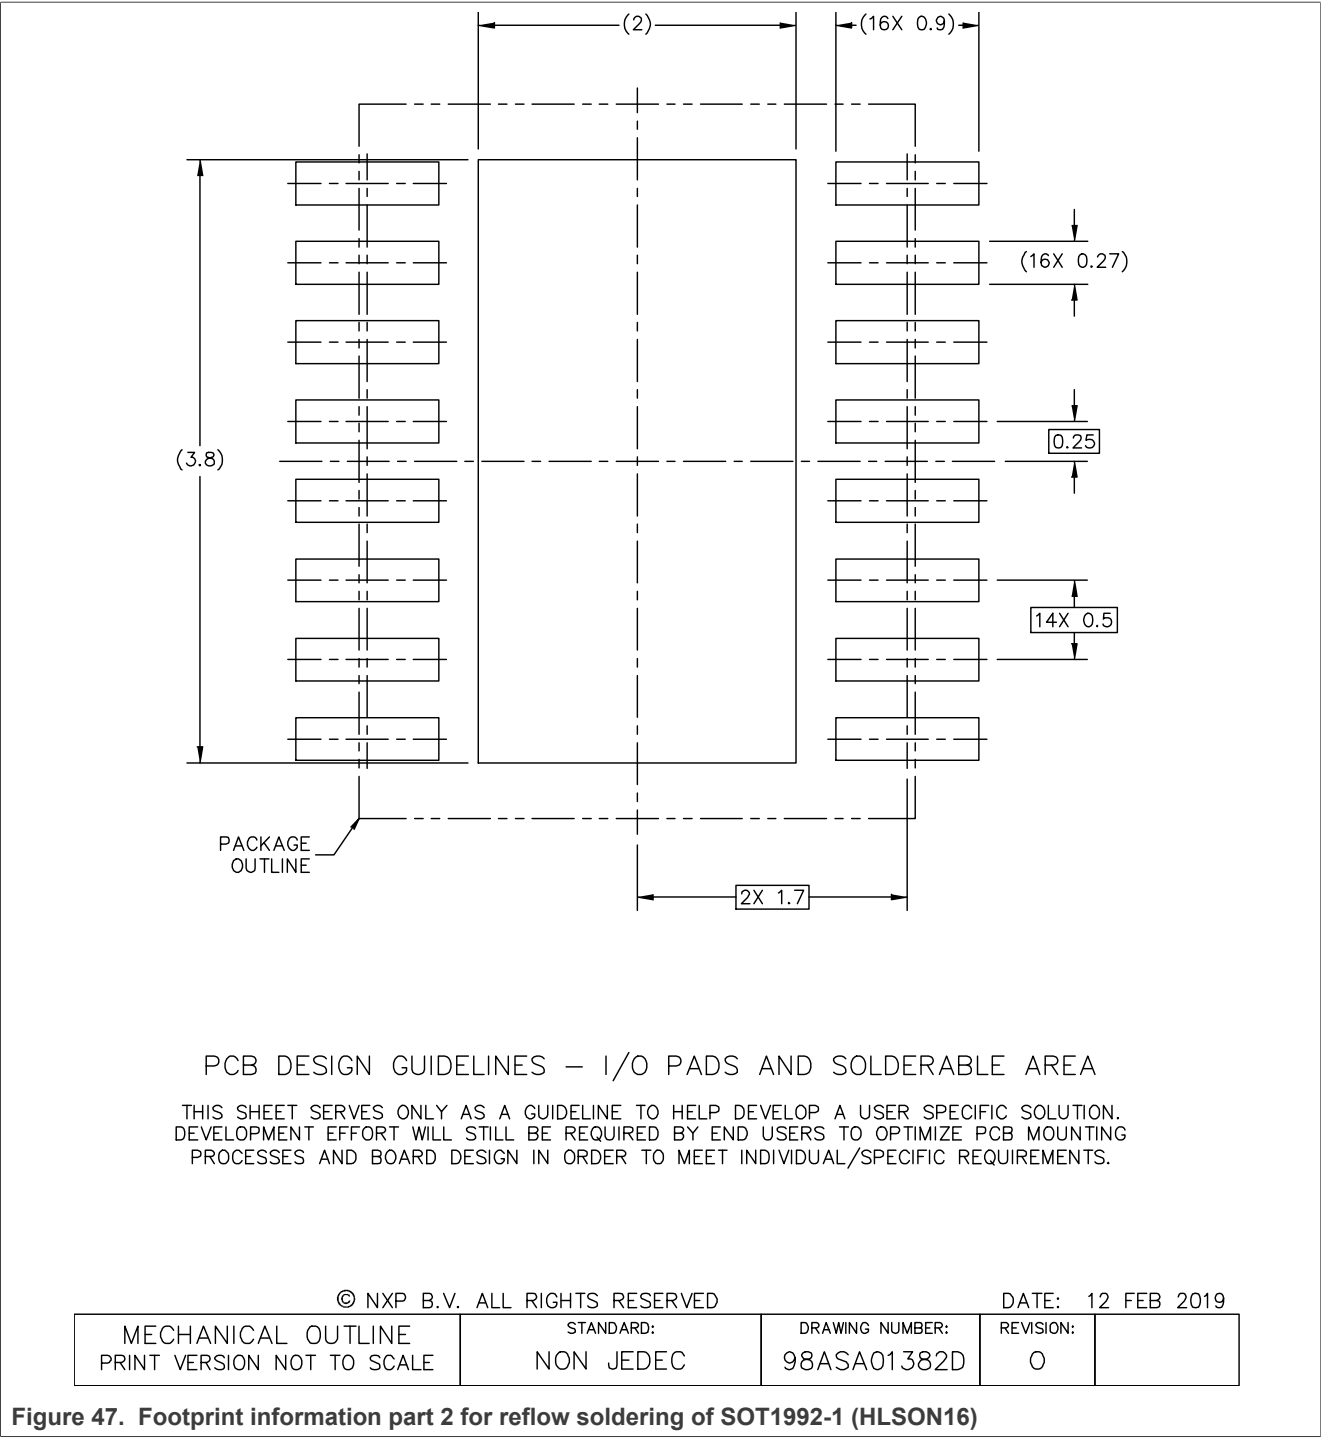 (2)
(16X 0.9)
(16X 0.27)
0.25
(3.8)
14X 0.5
PACKAGE
OUTLINE
2X 1.7
PCB DESIGN GUIDELINES – I/O PADS AND SOLDERABLE AREA
THIS SHEET SERVES ONLY AS A GUIDELINE TO HELP DEVELOP A USER SPECIFIC SOLUTION.
DEVELOPMENT EFFORT WILL STILL BE REQUIRED BY END USERS TO OPTIMIZE PCB MOUNTING
PROCESSES AND BOARD DESIGN IN ORDER TO MEET INDIVIDUAL/SPECIFIC REQUIREMENTS.
© NXP B.V. ALL RIGHTS RESERVED
DATE: 12 FEB 2019
MECHANICAL OUTLINE
PRINT VERSION NOT TO SCALE
STANDARD:
NON JEDEC
DRAWING NUMBER:
98ASA01382D
REVISION:
O
Figure 47. Footprint information part 2 for reflow soldering of SOT1992-1 (HLSON16)